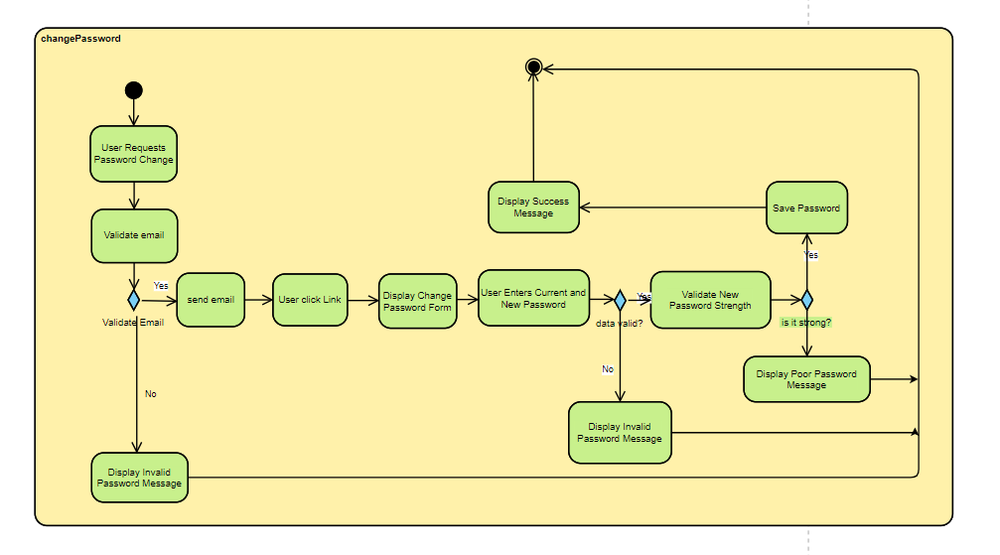 changePassword
User Requests
Password Change
Validate email
Yes
send email
User click Link
Display Change
Password Form
User Enters Current and
New Password
Yes
Validate New
Password Strength
Yes
Save Password
Display Success
Message
Validate Email
data valid?
is it strong?
No
No
Display Poor Password
Message
Display Invalid
Password Message
Display Invalid
Password Message